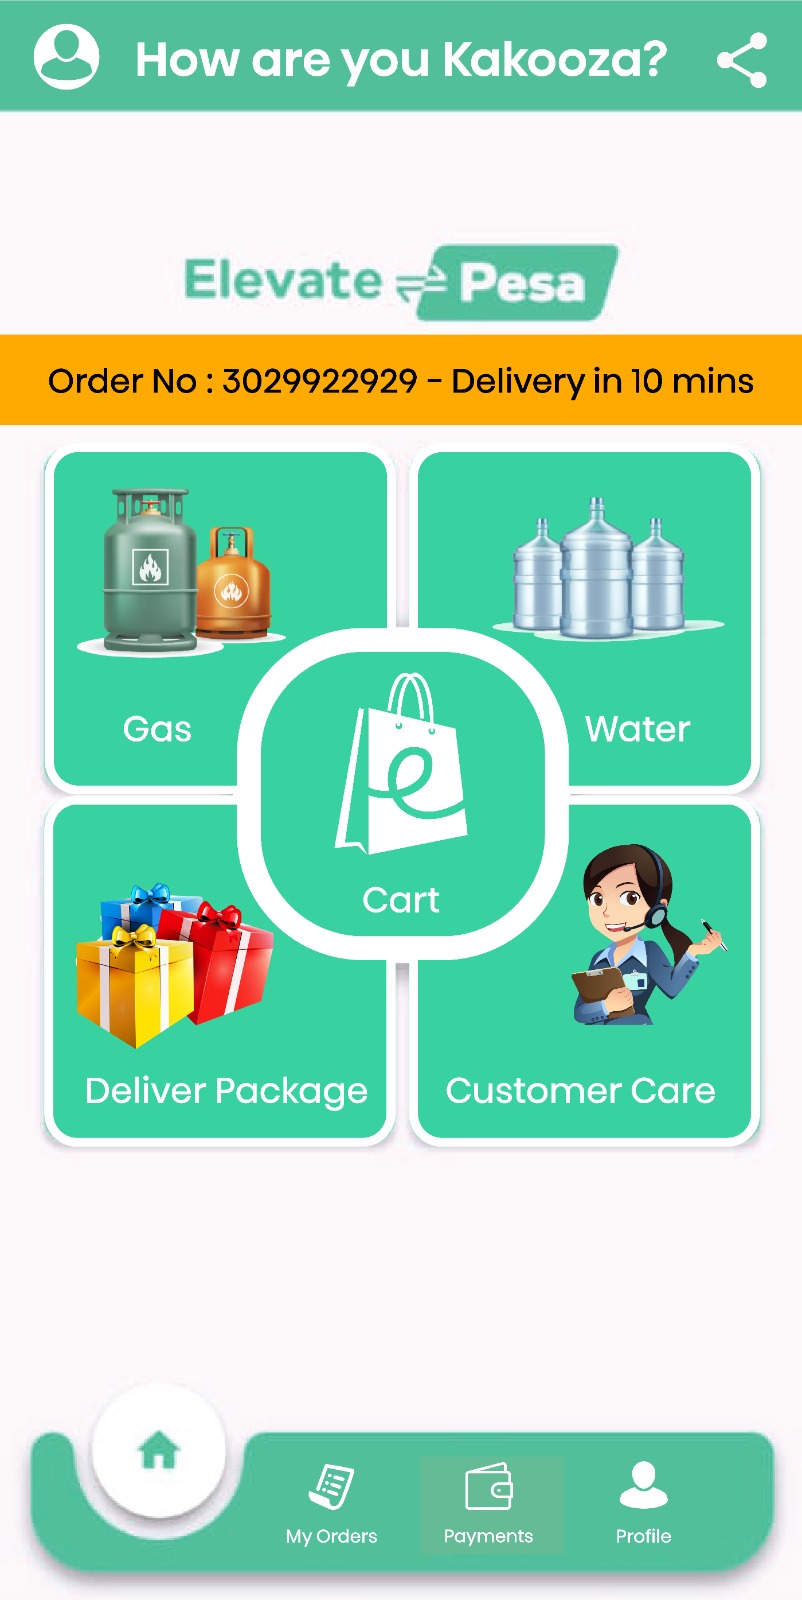 How are you Kakooza?
Elevate Pesa
Order No : 3029922929 - Delivery in 10 mins
Gas
Water
Cart
Deliver Package
Customer Care
My Orders
Payments
Profile